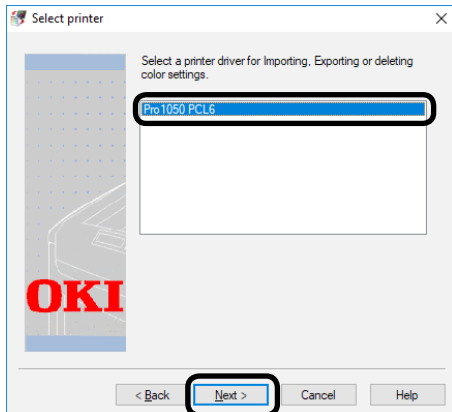 Select printer
Select a printer driver for Importing, Exporting or deleting
color settings.
Pro1050 PCL6
OKI
< Back
Next >
Cancel
Help